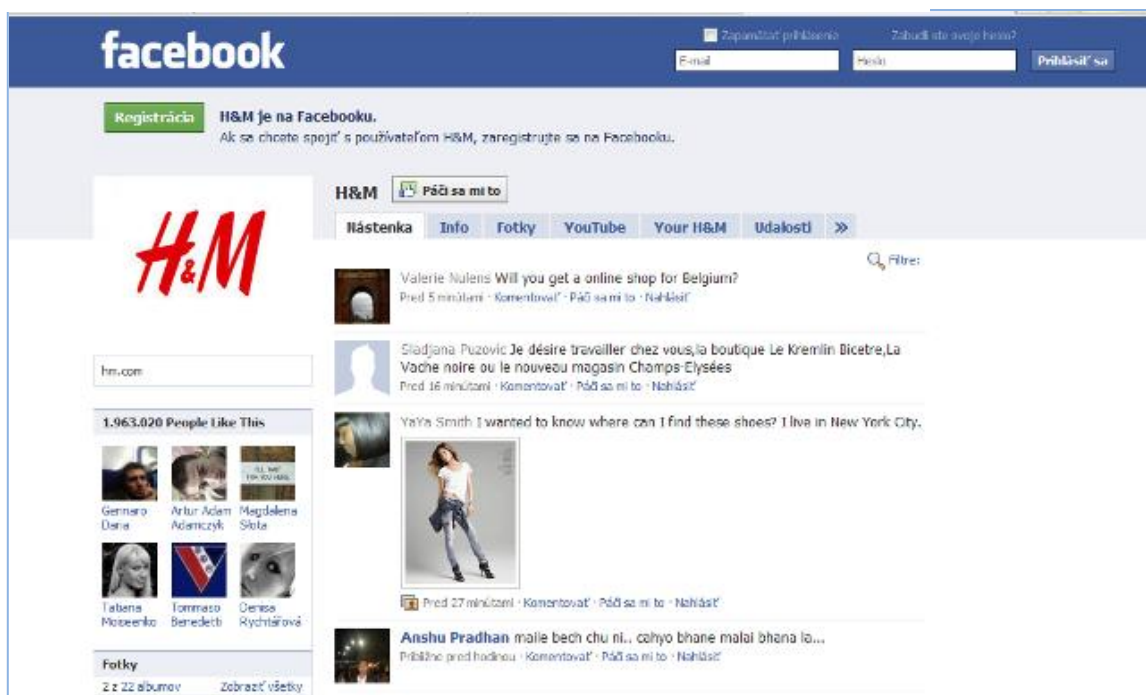 facebook
Zapamätať prihlásenie
Zabudli ste svoje heslo?
E-mail
Heslo
Prihlásiť sa
Registrácia
H&M je na Facebooku.
Ak sa chcete spojiť s používateľom H&M, zaregistrujte sa na Facebooku.
H&M
H&M
Páči sa mi to
Nástenka Info Fotky YouTube Your H&M Udalosti »
Filtre:
Valerie Nulens Will you get a online shop for Belgium?
Pred 5 minútami · Komentovať · Páči sa mi to · Nahlásiť
Sladjana Puzovic Je désire travailler chez vous,la boutique Le Kremlin Bicetre,La
Vache noire ou le nouveau magasin Champs-Elysées
Pred 16 minútami · Komentovať · Páči sa mi to · Nahlásiť
YaYa Smith I wanted to know where can I find these shoes? I live in New York City.
Pred 27 minútami · Komentovať · Páči sa mi to · Nahlásiť
Anshu Pradhan maile bech chu ni.. cahyo bhane malai bhana la...
Približne pred hodinou · Komentovať · Páči sa mi to · Nahlásiť
hm.com
1.963.020 People Like This
Gennaro
Daria
Artur Adam
Adamczyk
Magdalena
Słota
Tatiana
Moiseenko
Tommaso
Benedetti
Denisa
Rychtářová
Fotky
2 z 22 albumov
Zobraziť všetky